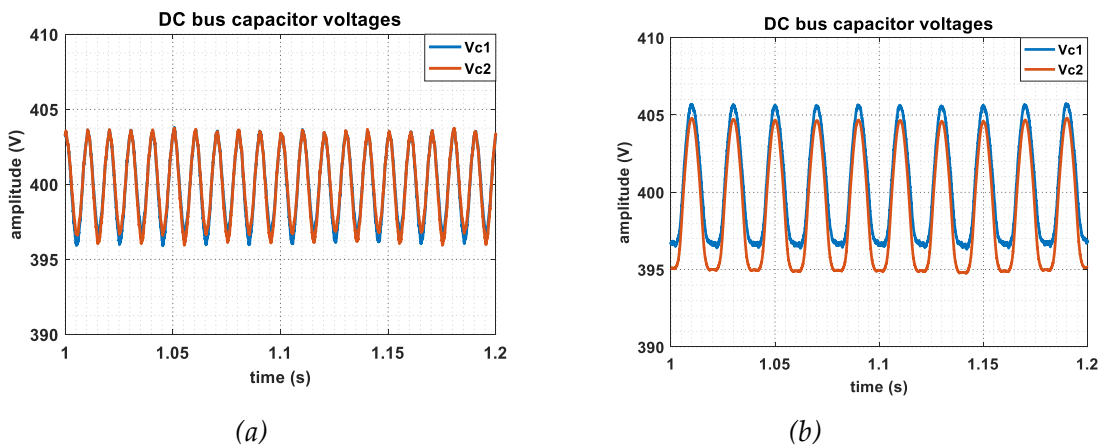 DC bus capacitor voltages
410
405
400
395
390
amplitude (V)
Vc1
Vc2
1
1.05
1.1
1.15
1.2
time (s)
(a)
DC bus capacitor voltages
410
405
400
395
390
amplitude (V)
Vc1
Vc2
1
1.05
1.1
1.15
1.2
time (s)
(b)